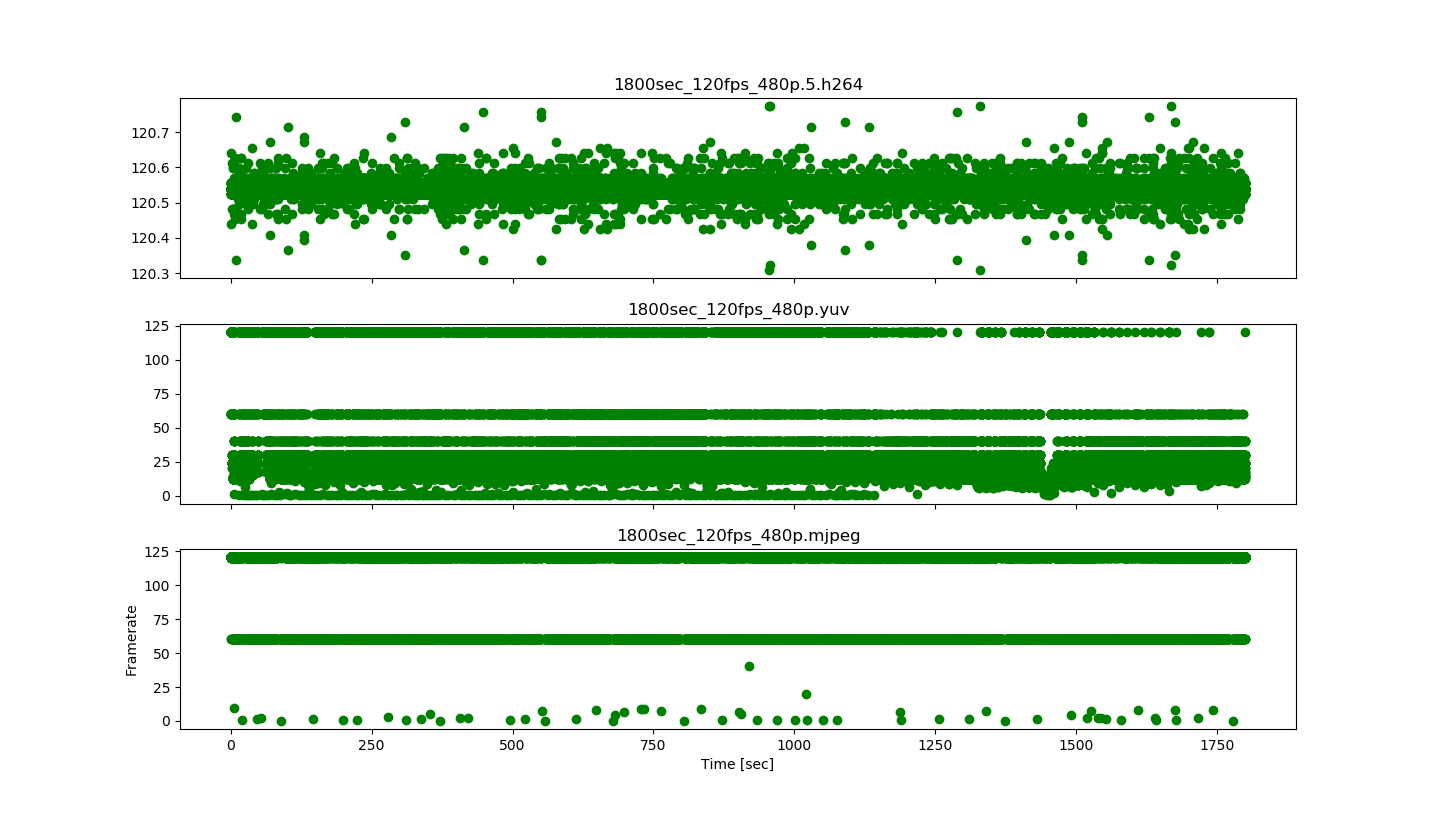 1800sec_120fps_480p.5.h264
120.7
120.6
120.5
120.4
120.3
1800sec_120fps_480p.yuv
125
100
75
50
25
0
1800sec_120fps_480p.mjpeg
125
100
75
50
25
0
Framerate
0 250 500 750 1000 1250 1500 1750
Time [sec]